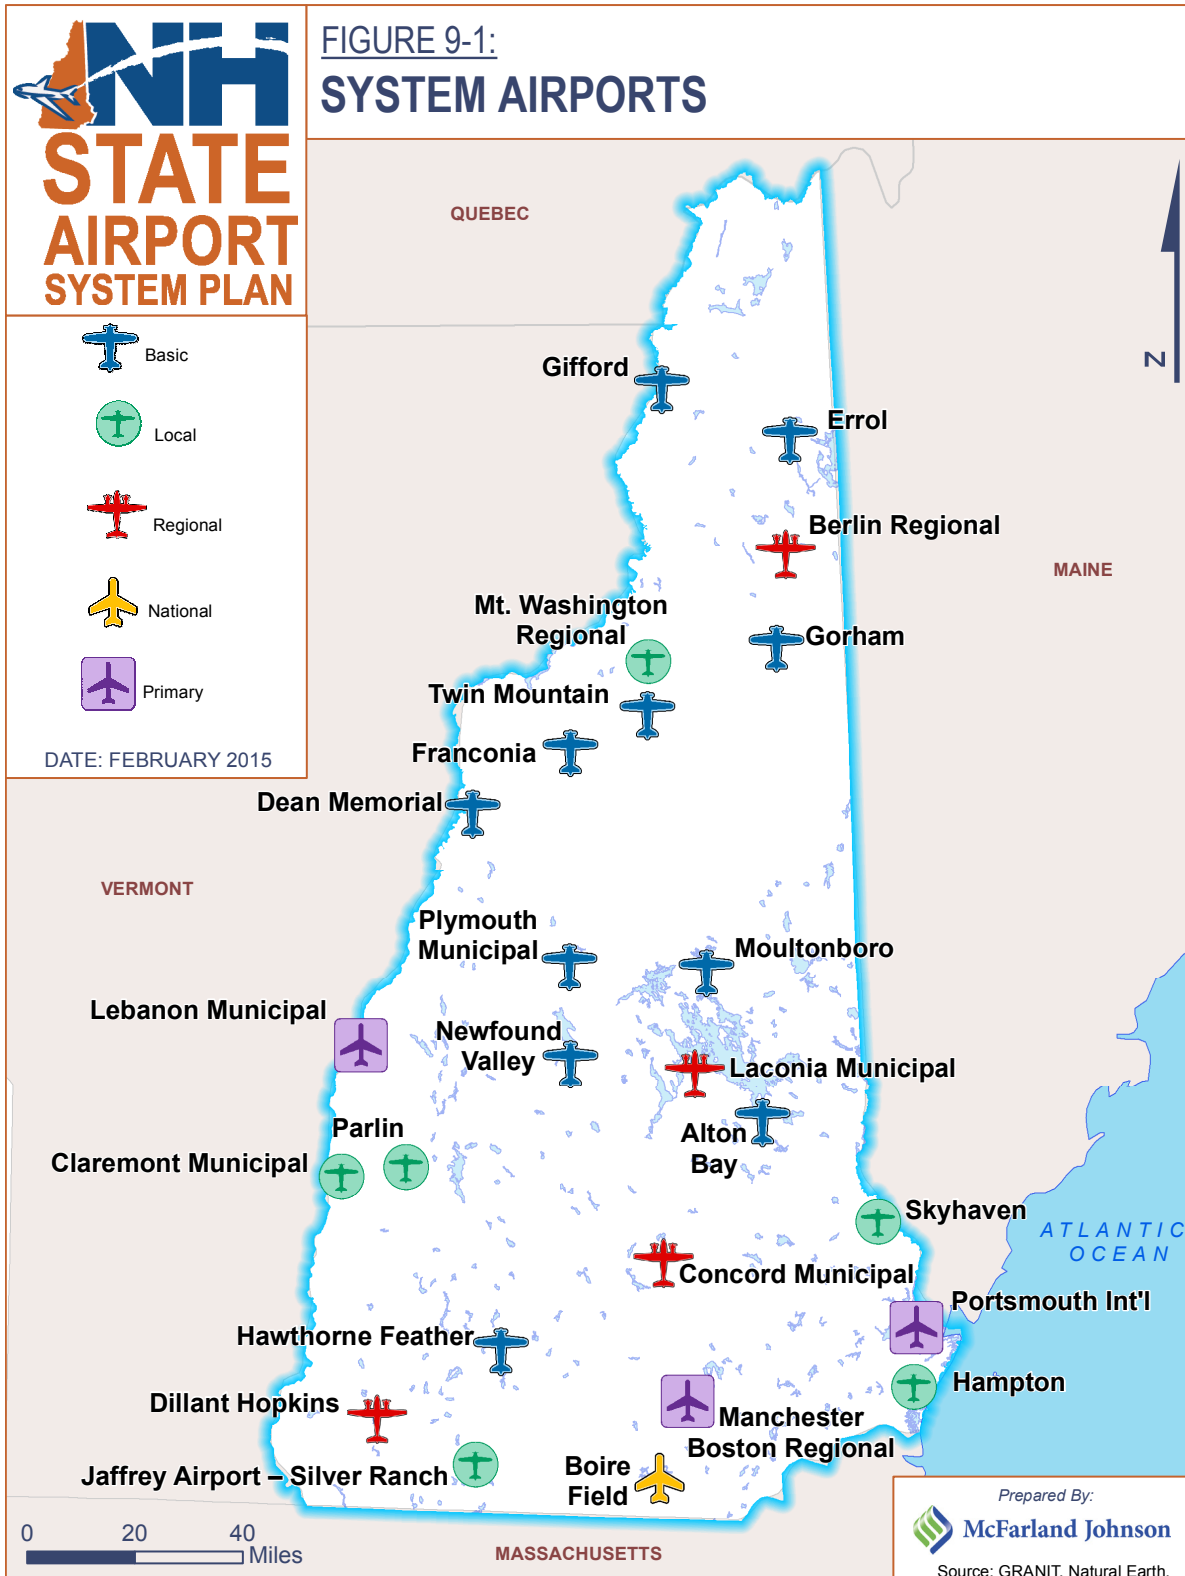 NH
STATE
AIRPORT
SYSTEM PLAN
FIGURE 9-1:
SYSTEM AIRPORTS
Basic
Local
Regional
National
Primary
DATE: FEBRUARY 2015
QUEBEC
N
Gifford
Errol
Berlin Regional
MAINE
Mt. Washington
Regional
Gorham
Twin Mountain
Franconia
Dean Memorial
VERMONT
Plymouth
Municipal
Moultonboro
Lebanon Municipal
Newfound
Valley
Laconia Municipal
Parlin
Alton
Bay
Claremont Municipal
Skyhaven
ATLANTIC
OCEAN
Concord Municipal
Portsmouth Int'l
Hawthorne Feather
Hampton
Dillant Hopkins
Manchester
Boston Regional
Jaffrey Airport – Silver Ranch
Boire
Field
0 20 40
Miles
MASSACHUSETTS
Prepared By:
McFarland Johnson
Source: GRANIT, Natural Earth,